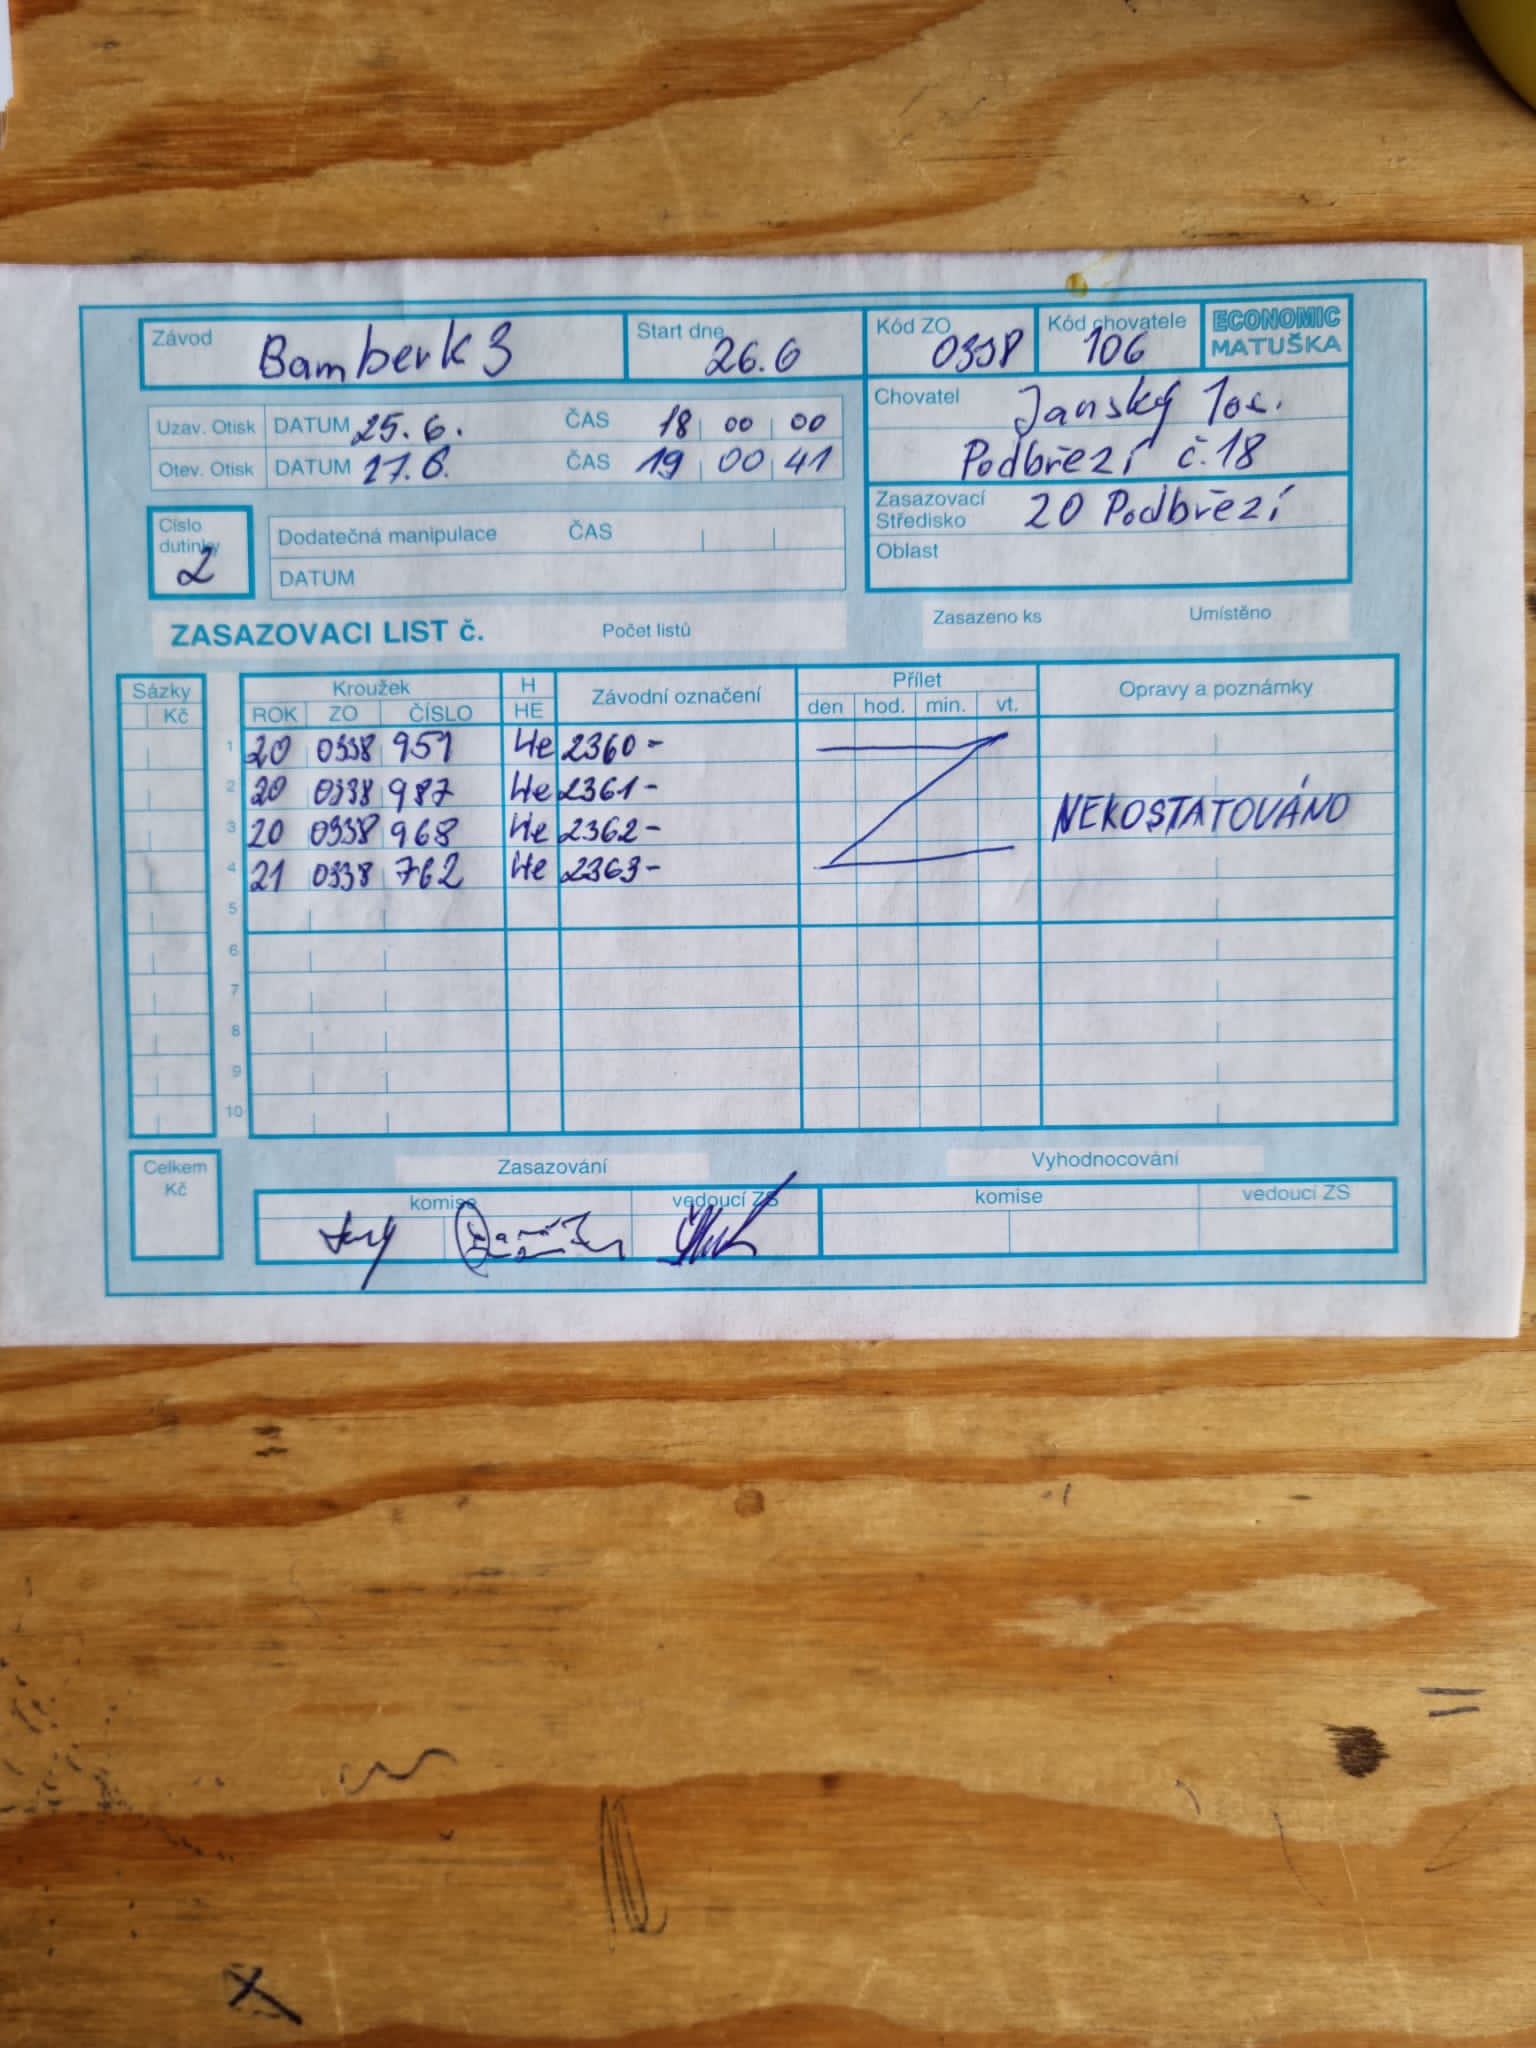 Závod Bamberk 3 Start dne 26.6 Kód ZO 0338 Kód chovatele 106 ECONOMIC MATUŠKA
Chovatel Janský Jos.
Uzav. Otisk DATUM 25.6. ČAS 18 00 00
Podbřezí č.18
Otev. Otisk DATUM 27.6. ČAS 19 00 41
Zasazovací Středisko 20 Podbřezí
Číslo dutinky 2
Dodatečná manipulace ČAS
Oblast
DATUM
ZASAZOVACI LIST č. Počet listů Zasazeno ks Umístěno
Sázky Kroužek H Závodní označení Přílet Opravy a poznámky
Kč ROK ZO ČÍSLO HE den hod. min. vt.
1 20 0338 951 He 2360-
2 20 0338 987 He 2361-
NEKOSTATOVÁNO
3 20 0338 968 He 2362-
4 21 0338 762 He 2363-
5
6
7
8
9
10
Celkem Kč
Zasazování Vyhodnocování
komise vedoucí ZS komise vedoucí ZS